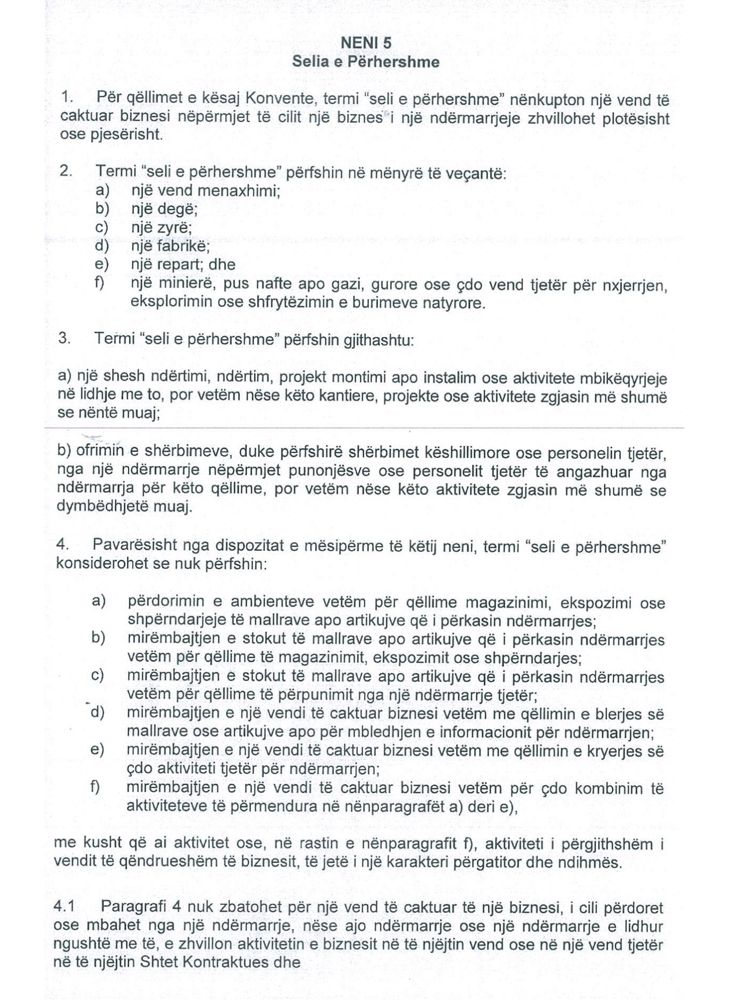 NENI 5
Selia e Përhershme
1. Për qëllimet e kësaj Konvente, termi “seli e përhershme” nënkupton një vend të
caktuar biznesi nëpërmjet të cilit një biznes i një ndërmarrjeje zhvillohet plotësisht
ose pjesërisht.
2. Termi “seli e përhershme” përfshin në mënyrë të veçantë:
a) një vend menaxhimi;
b) një degë;
c) një zyrë;
d) një fabrikë;
e) një repart; dhe
f) një minierë, pus nafte apo gazi, gurore ose çdo vend tjetër për nxjerrjen,
eksplorimin ose shfrytëzimin e burimeve natyrore.
3. Termi “seli e përhershme” përfshin gjithashtu:
a) një shesh ndërtimi, ndërtim, projekt montimi apo instalim ose aktivitete mbikëqyrjeje
në lidhje me to, por vetëm nëse këto kantiere, projekte ose aktivitete zgjasin më shumë
se nëntë muaj;
b) ofrimin e shërbimeve, duke përfshirë shërbimet këshillimore ose personelin tjetër,
nga një ndërmarrje nëpërmjet punonjësve ose personelit tjetër të angazhuar nga
ndërmarrja për këto qëllime, por vetëm nëse këto aktivitete zgjasin më shumë se
dymbëdhjetë muaj.
4. Pavarësisht nga dispozitat e mësipërme të këtij neni, termi “seli e përhershme”
konsiderohet se nuk përfshin:
a) përdorimin e ambienteve vetëm për qëllime magazinimi, ekspozimi ose
shpërndarjeje të mallrave apo artikujve që i përkasin ndërmarrjes;
b) mirëmbajtjen e stokut të mallrave apo artikujve që i përkasin ndërmarrjes
vetëm për qëllime të magazinimit, ekspozimit ose shpërndarjes;
c) mirëmbajtjen e stokut të mallrave apo artikujve që i përkasin ndërmarrjes
vetëm për qëllime të përpunimit nga një ndërmarrje tjetër;
d) mirëmbajtjen e një vendi të caktuar biznesi vetëm me qëllimin e blerjes së
mallrave ose artikujve apo për mbledhjen e informacionit për ndërmarrjen;
e) mirëmbajtjen e një vendi të caktuar biznesi vetëm me qëllimin e kryerjes së
çdo aktiviteti tjetër për ndërmarrjen;
f) mirëmbajtjen e një vendi të caktuar biznesi vetëm për çdo kombinim të
aktiviteteve të përmendura në nënparagrafët a) deri e),
me kusht që ai aktivitet ose, në rastin e nënparagrafit f), aktiviteti i përgjithshëm i
vendit të qëndrueshëm të biznesit, të jetë i një karakteri përgatitor dhe ndihmës.
4.1 Paragrafi 4 nuk zbatohet për një vend të caktuar të një biznesi, i cili përdoret
ose mbahet nga një ndërmarrje, nëse ajo ndërmarrje ose një ndërmarrje e lidhur
ngushtë me të, e zhvillon aktivitetin e biznesit në të njëjtin vend ose në një vend tjetër
në të njëjtin Shtet Kontraktues dhe